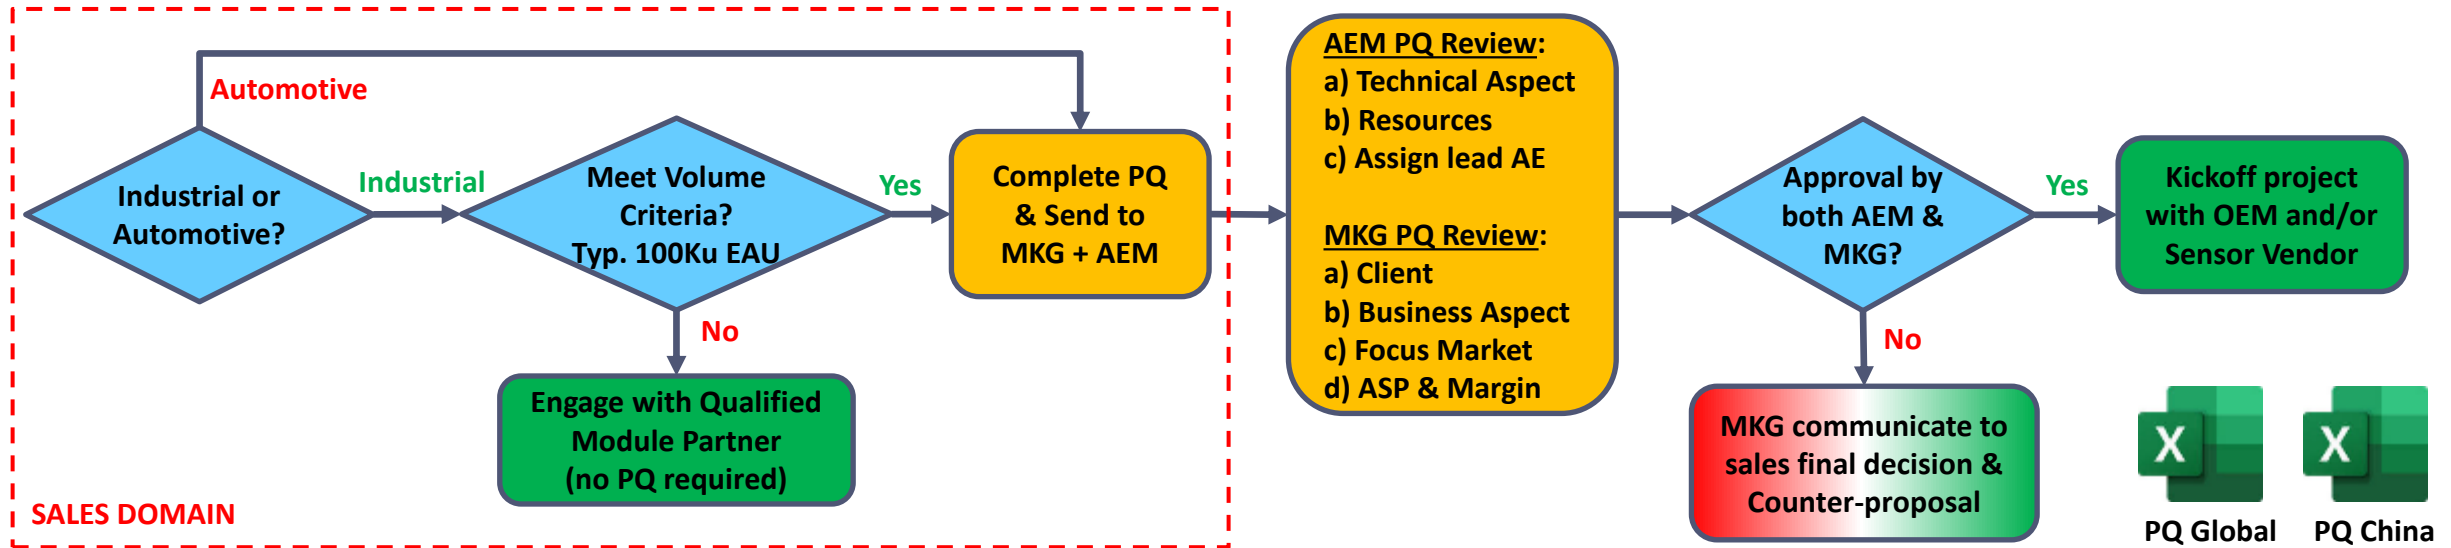 Automotive
Industrial or
Automotive?
Industrial
Meet Volume
Criteria?
Typ. 100Ku EAU
Yes
No
Engage with Qualified
Module Partner
(no PQ required)
Complete PQ
& Send to
MKG + AEM
SALES DOMAIN
AEM PQ Review:
a) Technical Aspect
b) Resources
c) Assign lead AE
MKG PQ Review:
a) Client
b) Business Aspect
c) Focus Market
d) ASP & Margin
Approval by
both AEM &
MKG?
Yes
No
Kickoff project
with OEM and/or
Sensor Vendor
MKG communicate to
sales final decision &
Counter-proposal
X
PQ Global
X
PQ China